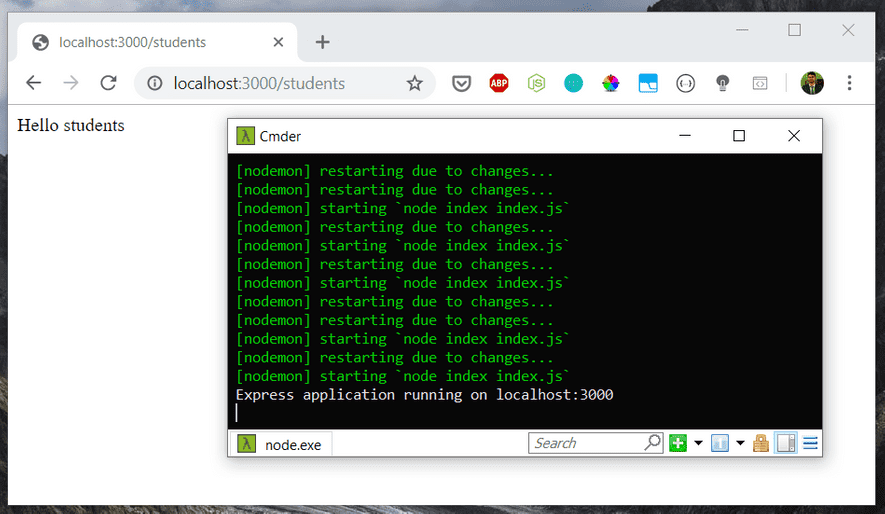 localhost:3000/students
localhost:3000/students
ABP
JS
Hello students
λ Cmder
[nodemon] restarting due to changes...
[nodemon] restarting due to changes...
[nodemon] starting `node index index.js`
[nodemon] restarting due to changes...
[nodemon] starting `node index index.js`
[nodemon] restarting due to changes...
[nodemon] starting `node index index.js`
[nodemon] restarting due to changes...
[nodemon] restarting due to changes...
[nodemon] starting `node index index.js`
[nodemon] restarting due to changes...
[nodemon] starting `node index index.js`
Express application running on localhost:3000
λ node.exe
Search